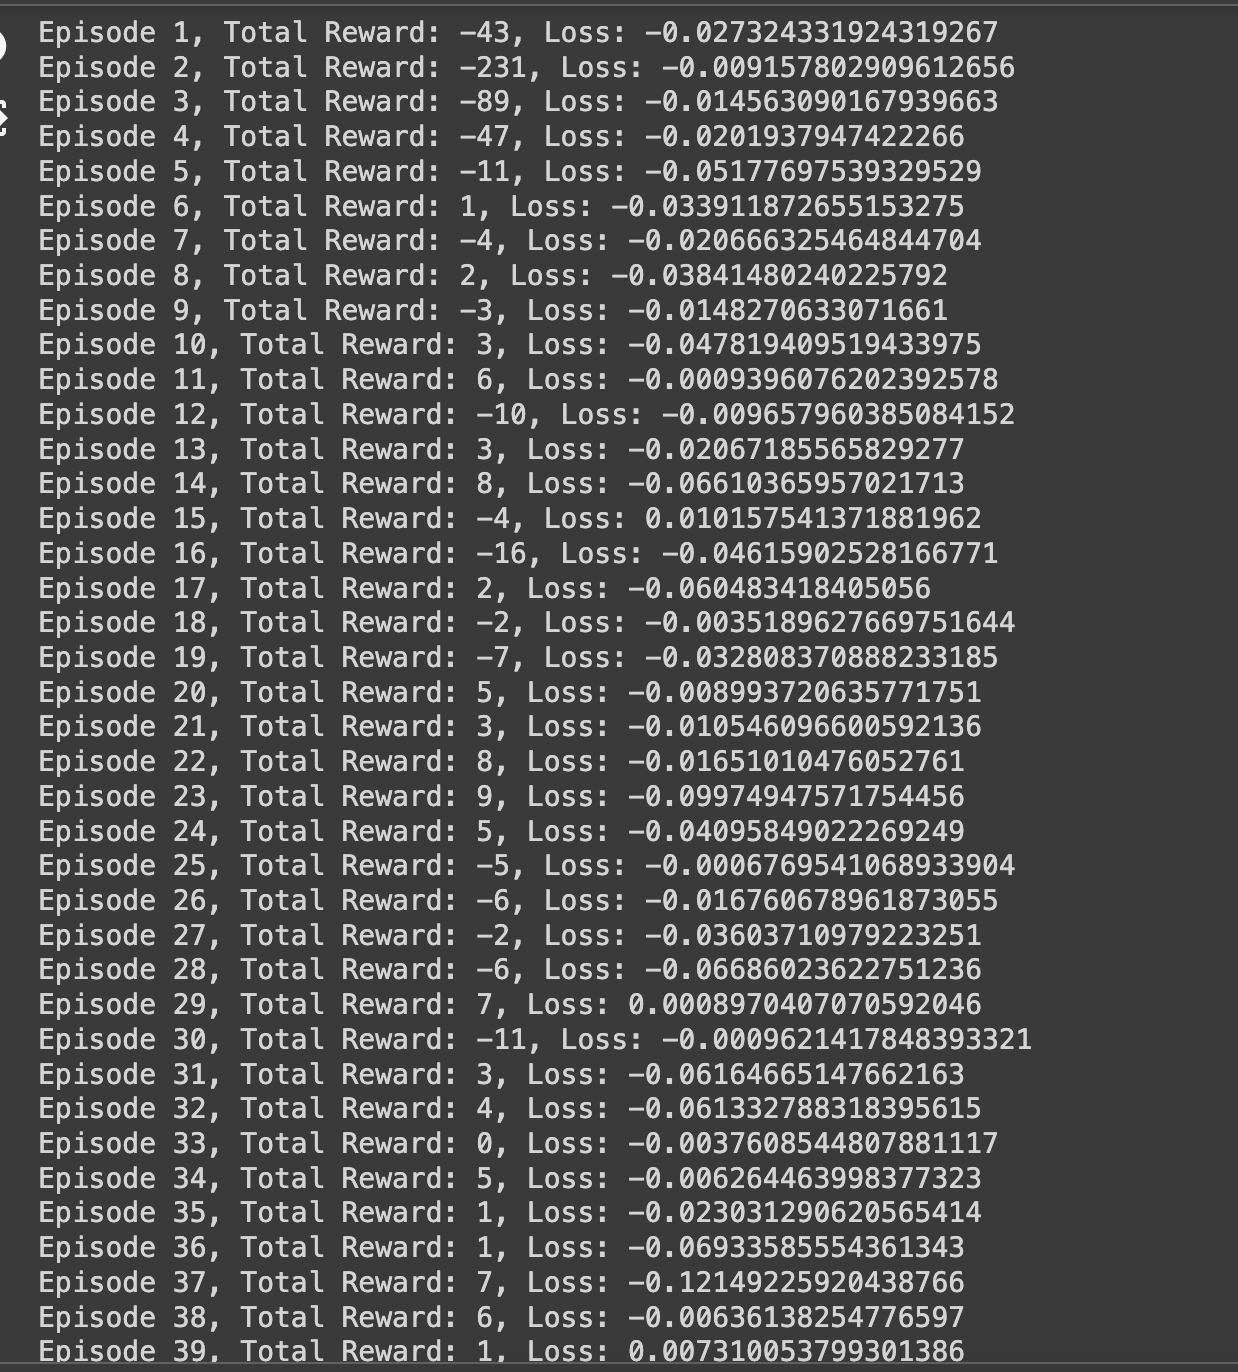 Episode 1, Total Reward: -43, Loss: -0.027324331924319267
Episode 2, Total Reward: -231, Loss: -0.009157802909612656
Episode 3, Total Reward: -89, Loss: -0.014563090167939663
Episode 4, Total Reward: -47, Loss: -0.0201937947422266
Episode 5, Total Reward: -11, Loss: -0.05177697539329529
Episode 6, Total Reward: 1, Loss: -0.033911872655153275
Episode 7, Total Reward: -4, Loss: -0.020666325464844704
Episode 8, Total Reward: 2, Loss: -0.03841480240225792
Episode 9, Total Reward: -3, Loss: -0.0148270633071661
Episode 10, Total Reward: 3, Loss: -0.047819409519433975
Episode 11, Total Reward: 6, Loss: -0.0009396076202392578
Episode 12, Total Reward: -10, Loss: -0.009657960385084152
Episode 13, Total Reward: 3, Loss: -0.02067185565829277
Episode 14, Total Reward: 8, Loss: -0.06610365957021713
Episode 15, Total Reward: -4, Loss: 0.010157541371881962
Episode 16, Total Reward: -16, Loss: -0.04615902528166771
Episode 17, Total Reward: 2, Loss: -0.060483418405056
Episode 18, Total Reward: -2, Loss: -0.0035189627669751644
Episode 19, Total Reward: -7, Loss: -0.032808370888233185
Episode 20, Total Reward: 5, Loss: -0.008993720635771751
Episode 21, Total Reward: 3, Loss: -0.010546096600592136
Episode 22, Total Reward: 8, Loss: -0.01651010476052761
Episode 23, Total Reward: 9, Loss: -0.09974947571754456
Episode 24, Total Reward: 5, Loss: -0.04095849022269249
Episode 25, Total Reward: -5, Loss: -0.0006769541068933904
Episode 26, Total Reward: -6, Loss: -0.016760678961873055
Episode 27, Total Reward: -2, Loss: -0.03603710979223251
Episode 28, Total Reward: -6, Loss: -0.06686023622751236
Episode 29, Total Reward: 7, Loss: 0.0008970407070592046
Episode 30, Total Reward: -11, Loss: -0.0009621417848393321
Episode 31, Total Reward: 3, Loss: -0.06164665147662163
Episode 32, Total Reward: 4, Loss: -0.061332788318395615
Episode 33, Total Reward: 0, Loss: -0.0037608544807881117
Episode 34, Total Reward: 5, Loss: -0.006264463998377323
Episode 35, Total Reward: 1, Loss: -0.023031290620565414
Episode 36, Total Reward: 1, Loss: -0.06933585554361343
Episode 37, Total Reward: 7, Loss: -0.12149225920438766
Episode 38, Total Reward: 6, Loss: -0.00636138254776597
Episode 39, Total Reward: 1, Loss: 0.007310053799301386